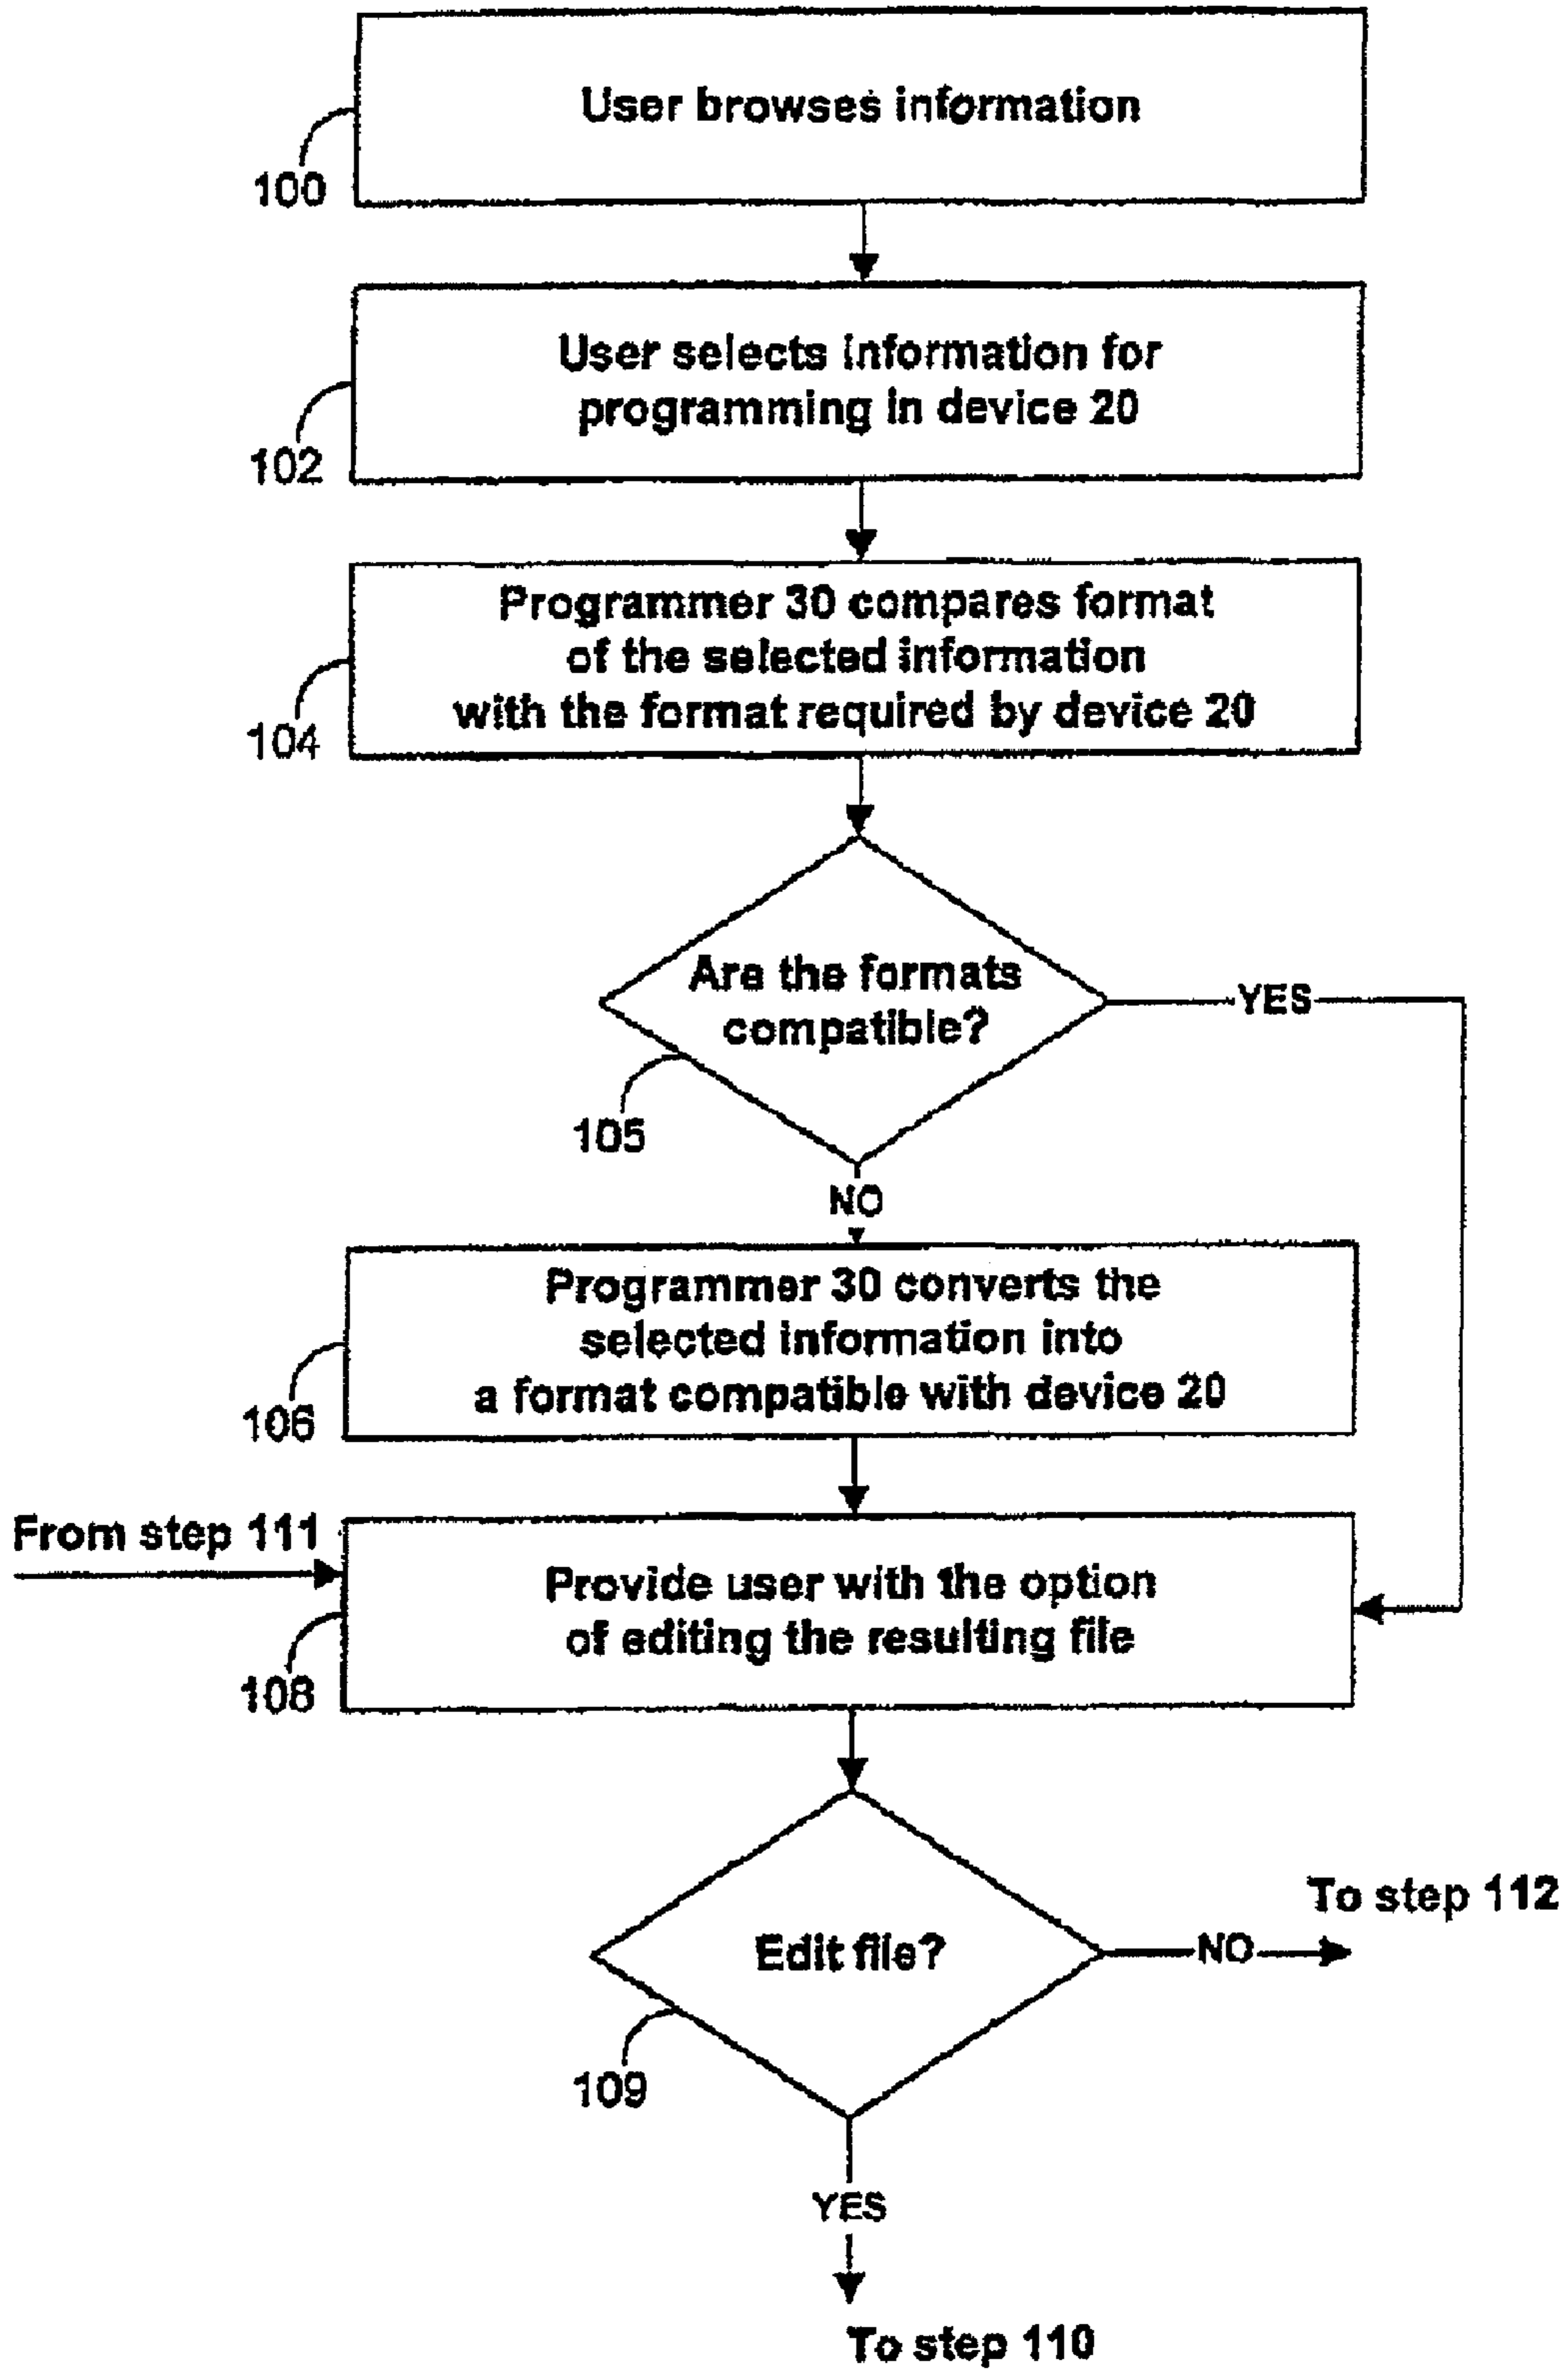 User browses information
100
User selects information for
programming in device 20
102
Programmer 30 compares format
of the selected information
with the format required by device 20
104
Are the formats
compatible?
YES
105
NO
Programmer 30 converts the
selected information into
a format compatible with device 20
106
From step 111
Provide user with the option
of editing the resulting file
108
To step 112
Edit file?
NO
109
YES
To step 110